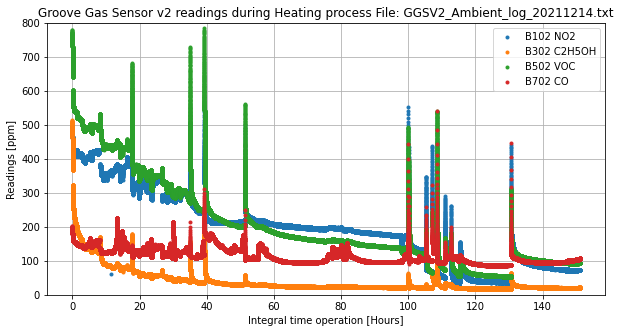 Groove Gas Sensor v2 readings during Heating process File: GGSV2_Ambient_log_20211214.txt
800
700
600
500
400
300
200
100
0
Readings [ppm]
B102 NO2
B302 C2H5OH
B502 VOC
B702 CO
0 20 40 60 80 100 120 140
Integral time operation [Hours]